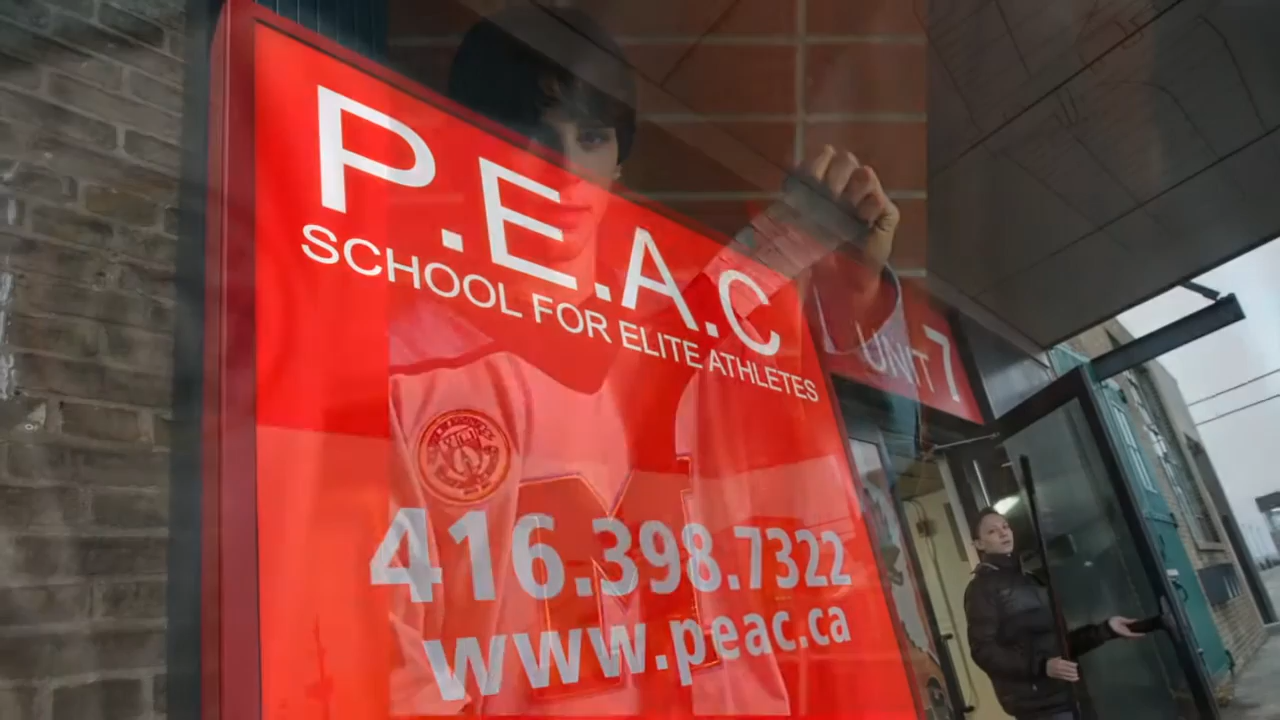 P.E.A.C
SCHOOL FOR ELITE ATHLETES
UNIT 7
416.398.7322
www.peac.ca